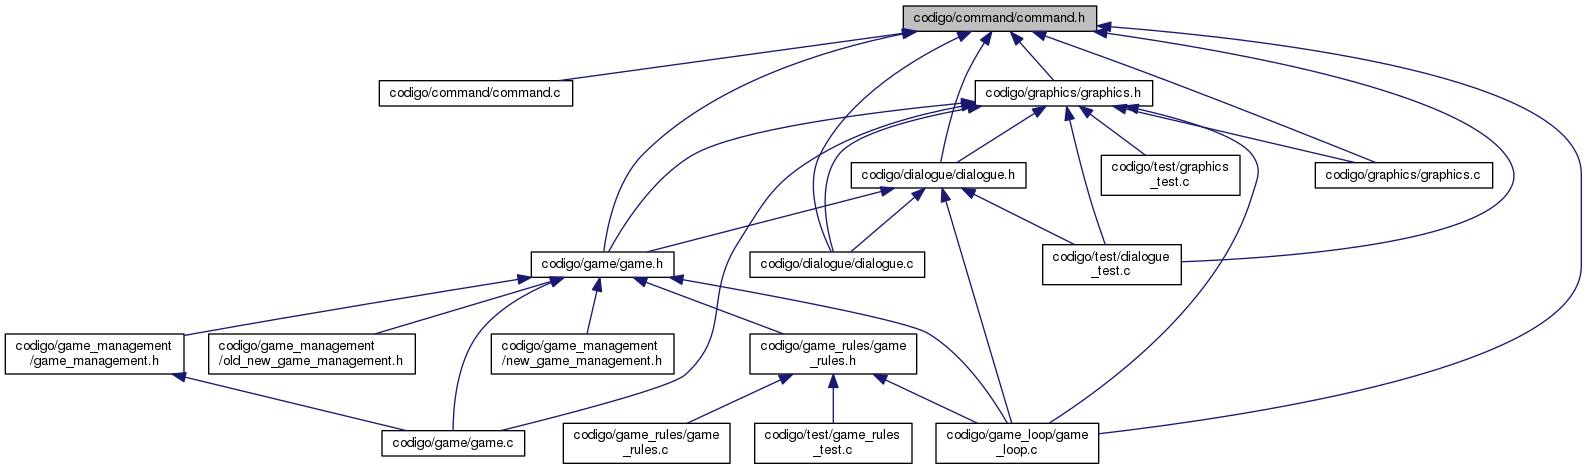 codigo/command/command.h
codigo/command/command.c
codigo/graphics/graphics.h
codigo/dialogue/dialogue.h
codigo/test/graphics
_test.c
codigo/graphics/graphics.c
codigo/game/game.h
codigo/dialogue/dialogue.c
codigo/test/dialogue
_test.c
codigo/game_management
/game_management.h
codigo/game_management
/old_new_game_management.h
codigo/game_management
/new_game_management.h
codigo/game_rules/game
_rules.h
codigo/game/game.c
codigo/game_rules/game
_rules.c
codigo/test/game_rules
_test.c
codigo/game_loop/game
_loop.c